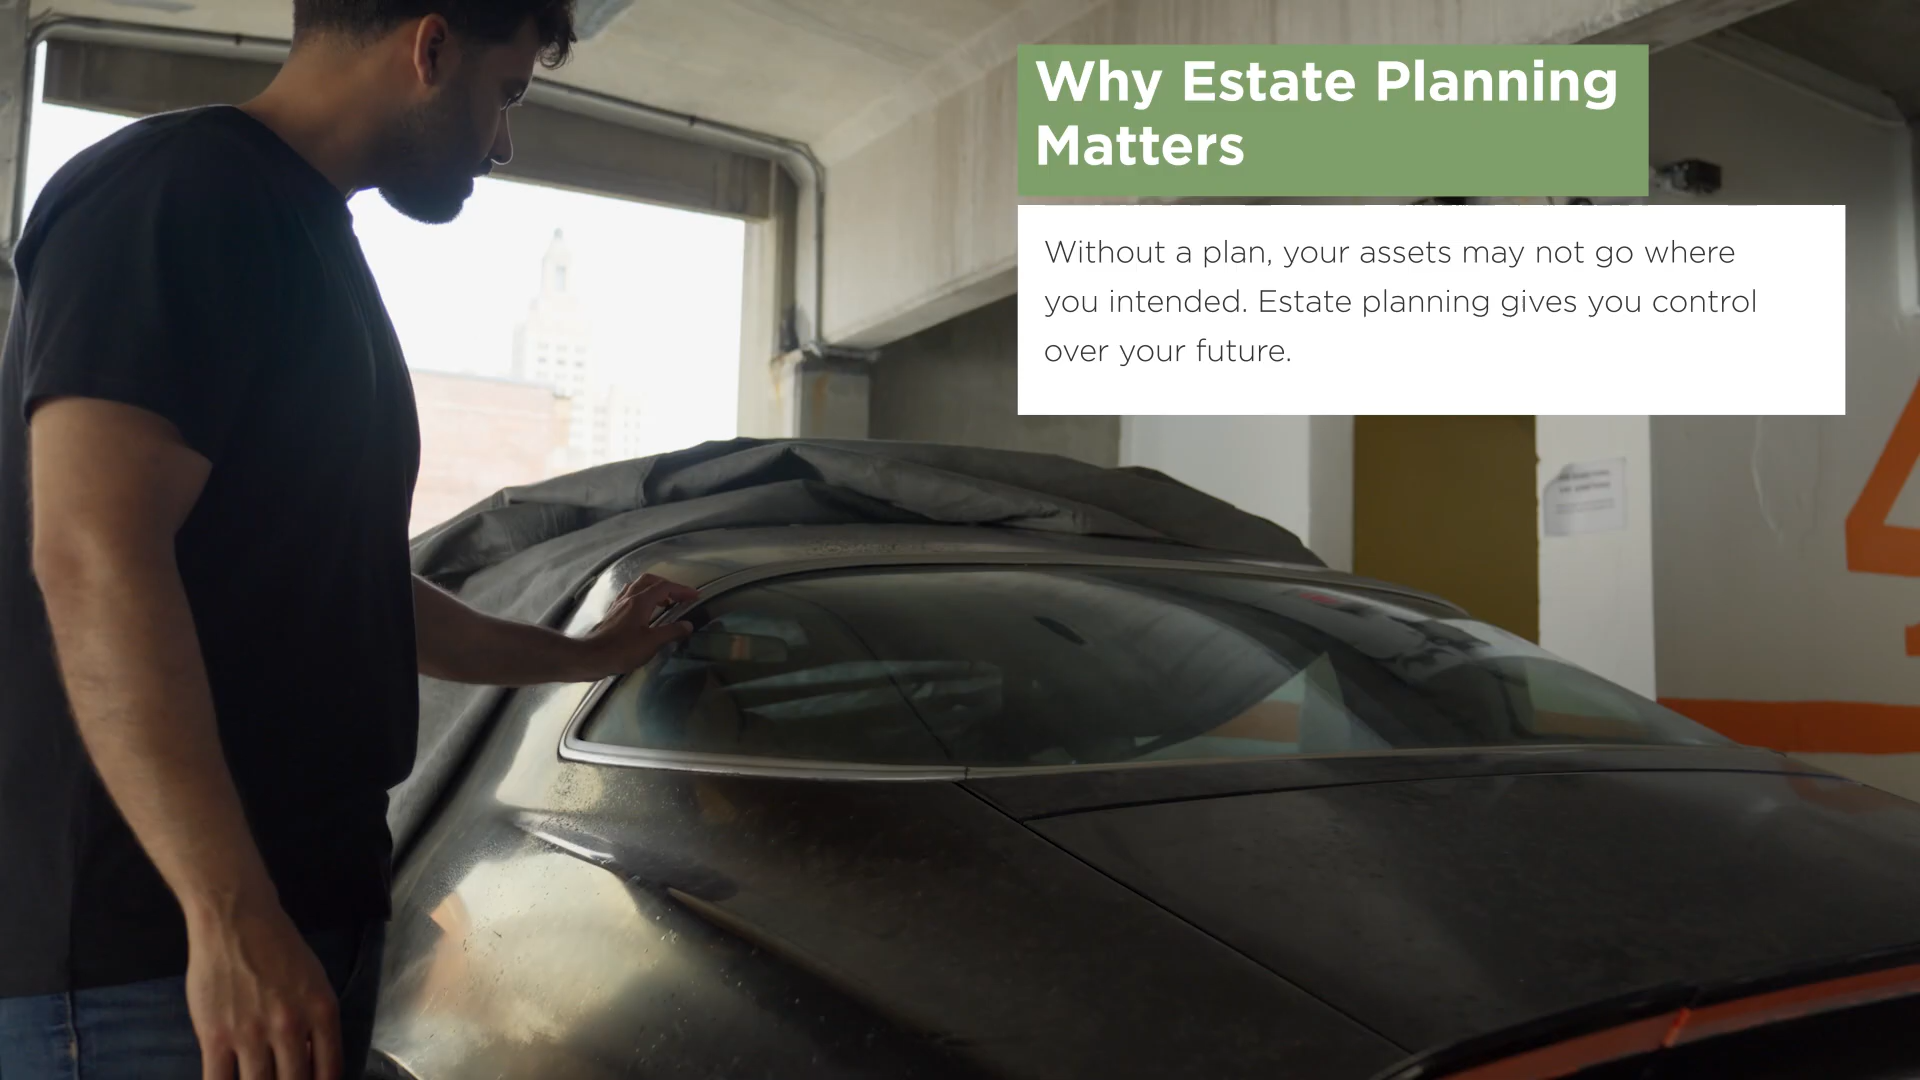 Why Estate Planning
Matters
Without a plan, your assets may not go where
you intended. Estate planning gives you control
over your future.